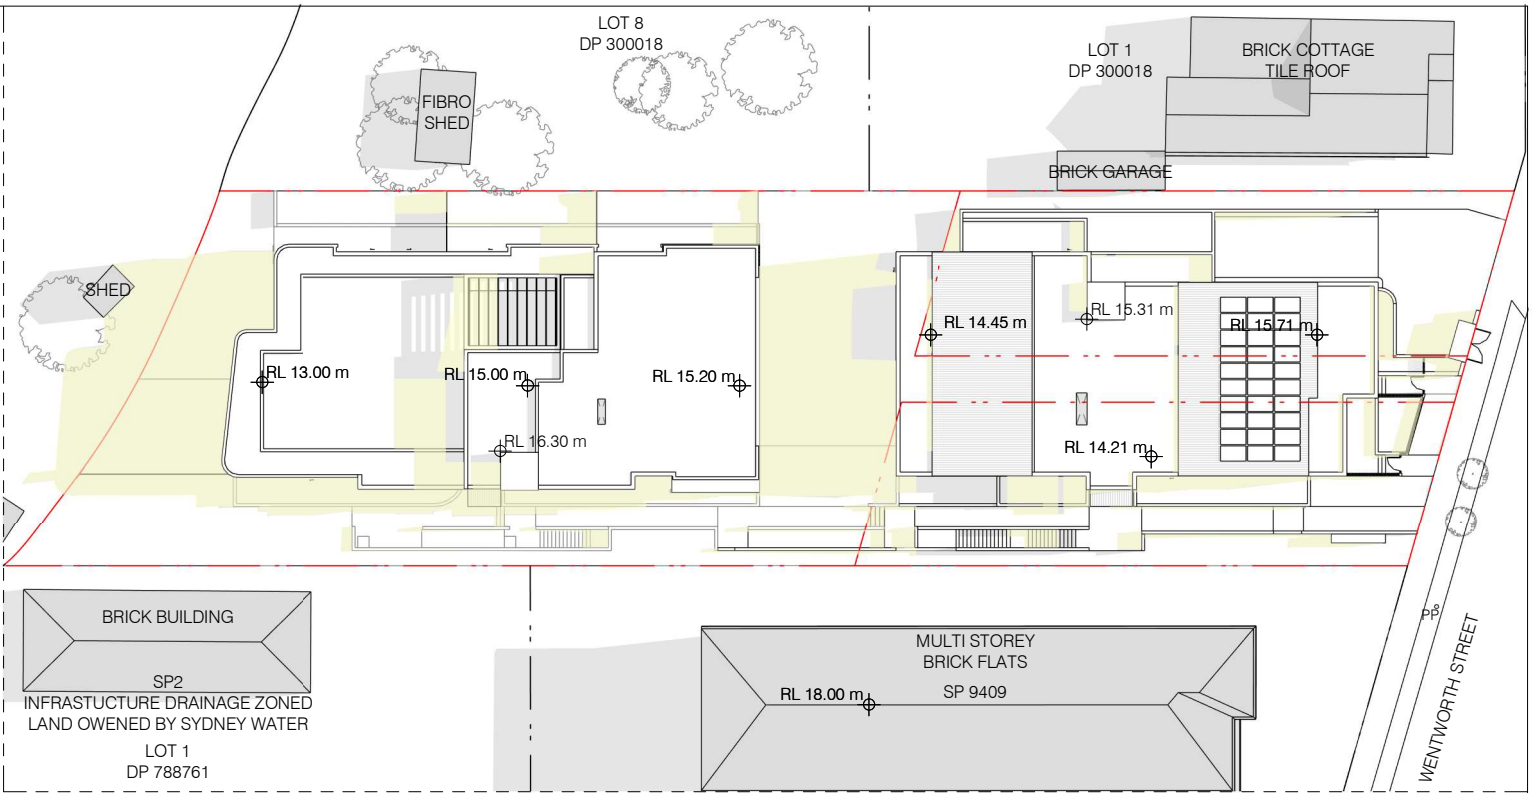 LOT 8
DP 300018
LOT 1
DP 300018
BRICK COTTAGE
TILE ROOF
FIBRO
SHED
BRICK GARAGE
SHED
RL 14.45 m
RL 15.31 m
RL 15.71 m
RL 13.00 m
RL 15.00 m
RL 15.20 m
RL 16.30 m
RL 14.21 m
BRICK BUILDING
SP2
INFRASTUCTURE DRAINAGE ZONED
LAND OWENED BY SYDNEY WATER
LOT 1
DP 788761
MULTI STOREY
BRICK FLATS
SP 9409
RL 18.00 m
PP
WENTWORTH STREET